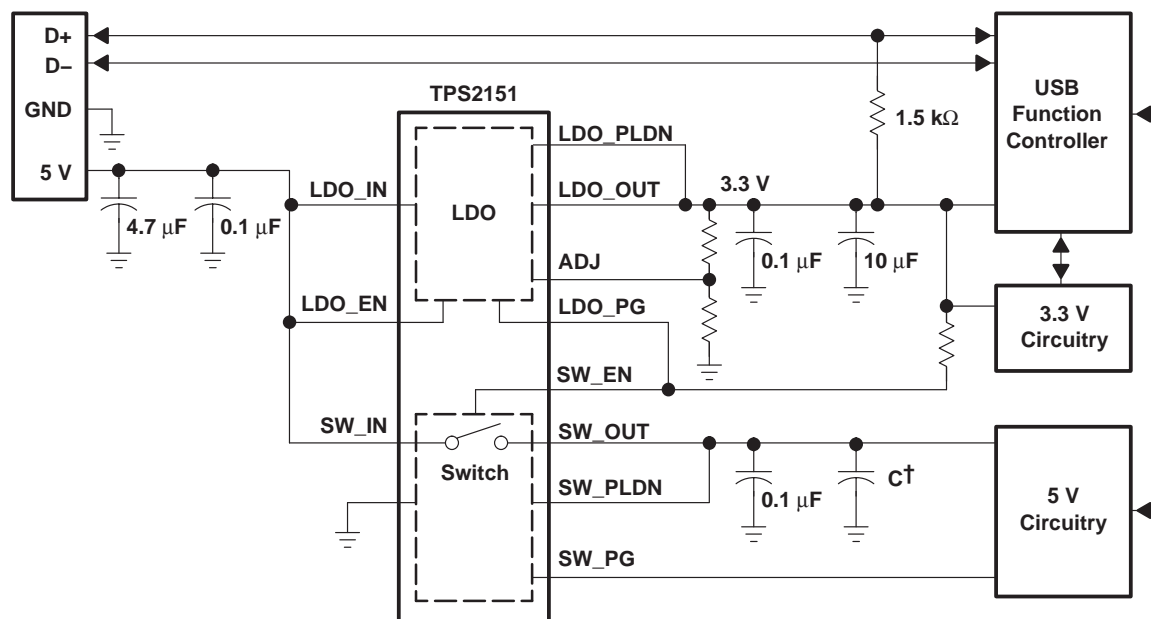 D+
D−
GND
5 V
4.7 μF
0.1 μF
TPS2151
LDO_IN
LDO_EN
SW_IN
LDO
Switch
LDO_PLDN
LDO_OUT
ADJ
LDO_PG
SW_EN
SW_OUT
SW_PLDN
SW_PG
3.3 V
1.5 kΩ
0.1 μF
10 μF
0.1 μF
C†
USB
Function
Controller
3.3 V
Circuitry
5 V
Circuitry